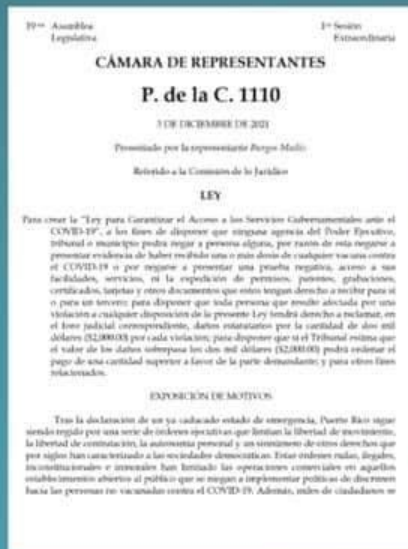 19 na Asamblea
Legislativa
1ra Sesión
Extraordinaria
CÁMARA DE REPRESENTANTES
P. de la C. 1110
3 DE DICIEMBRE DE 2021
Presentado por la representante Burgos Muñiz
Referido a la Comisión de lo Jurídico
LEY
Para crear la “Ley para Garantizar el Acceso a los Servicios Gubernamentales ante el
COVID-19”, a los fines de disponer que ninguna agencia del Poder Ejecutivo,
tribunal o municipio podrá negar a persona alguna, por razón de esta negarse a
presentar evidencia de haber recibido una o más dosis de cualquier vacuna contra
el COVID-19 o por negarse a presentar una prueba negativa, acceso a sus
facilidades, servicios, ni la expedición de permisos, patentes, grabaciones,
certificados, tarjetas y otros documentos que estos tengan derecho a recibir para sí
o para un tercero; para disponer que toda persona que resulte afectada por una
violación a cualquier disposición de la presente Ley tendrá derecho a reclamar, en
el foro judicial correspondiente, daños estatutarios por la cantidad de dos mil
dólares ($2,000.00) por cada violación; para disponer que si el Tribunal estima que
el valor de los daños sobrepasa los dos mil dólares ($2,000.00) podrá ordenar el
pago de una cantidad superior a favor de la parte demandante; y para otros fines
relacionados.
EXPOSICIÓN DE MOTIVOS
Tras la declaración de un ya caducado estado de emergencia, Puerto Rico sigue
siendo regido por una serie de órdenes ejecutivas que limitan la libertad de movimiento,
la libertad de contratación, la autonomía personal y un sinnúmero de otros derechos que
por siglos han caracterizado a las sociedades democráticas. Estas órdenes nulas, ilegales,
inconstitucionales e inmorales han limitado las operaciones comerciales en aquellos
establecimientos abiertos al público que se niegan a implementar políticas de discrimen
hacia las personas no vacunadas contra el COVID-19. Además, miles de ciudadanos se